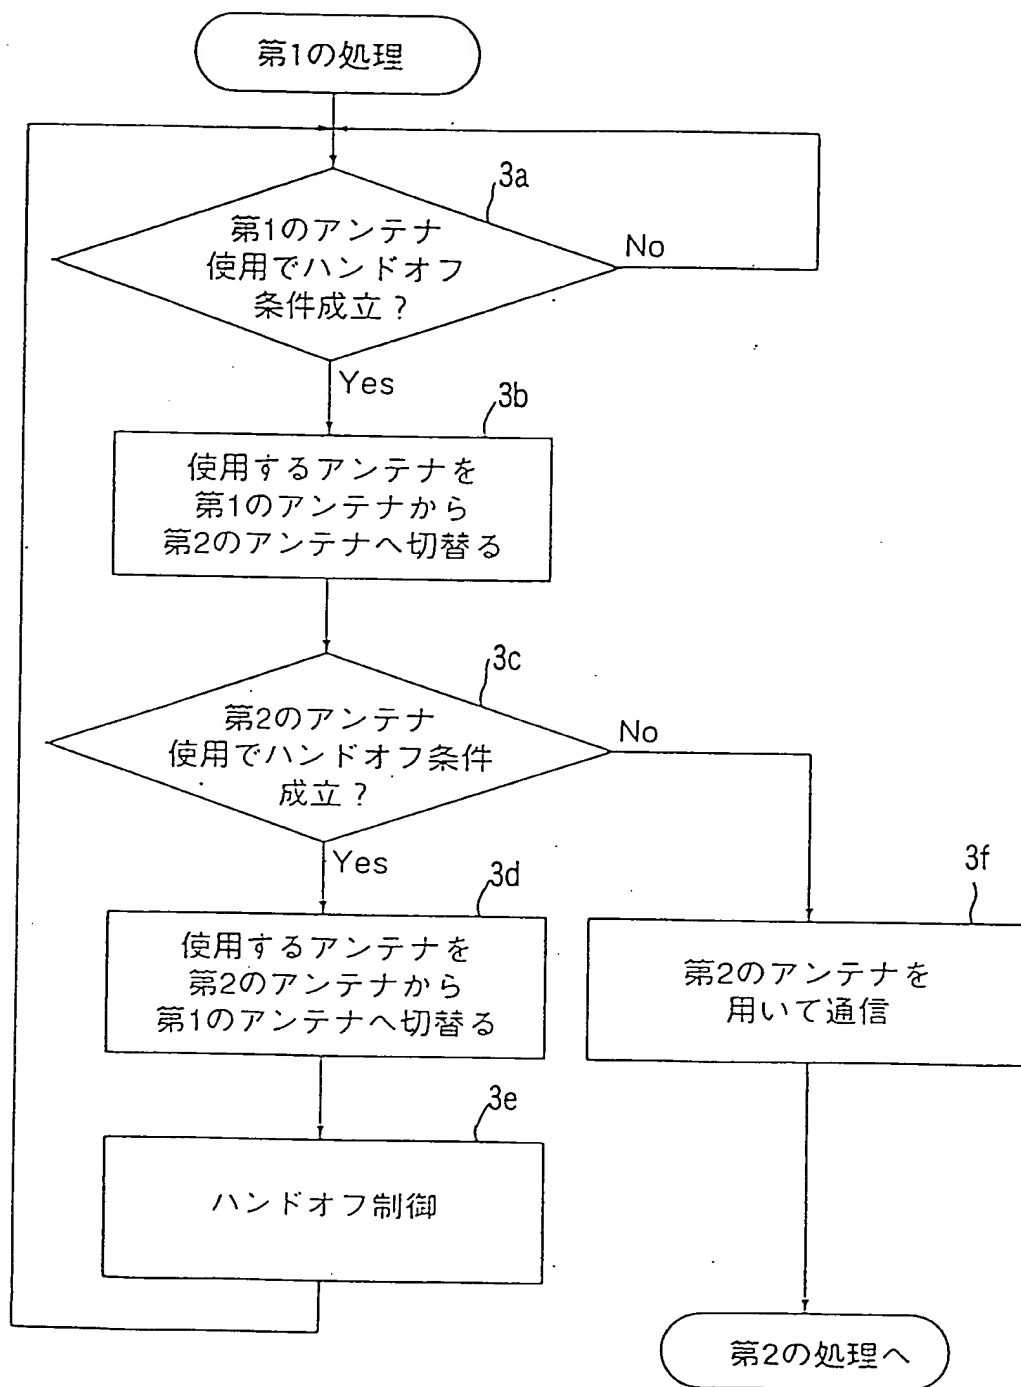 第1の処理
3a
第1のアンテナ
使用でハンドオフ
条件成立?
No
Yes
3b
使用するアンテナを
第1のアンテナから
第2のアンテナへ切替る
3c
第2のアンテナ
使用でハンドオフ条件
成立?
No
Yes
3d
使用するアンテナを
第2のアンテナから
第1のアンテナへ切替る
3f
第2のアンテナを
用いて通信
3e
ハンドオフ制御
第2の処理へ